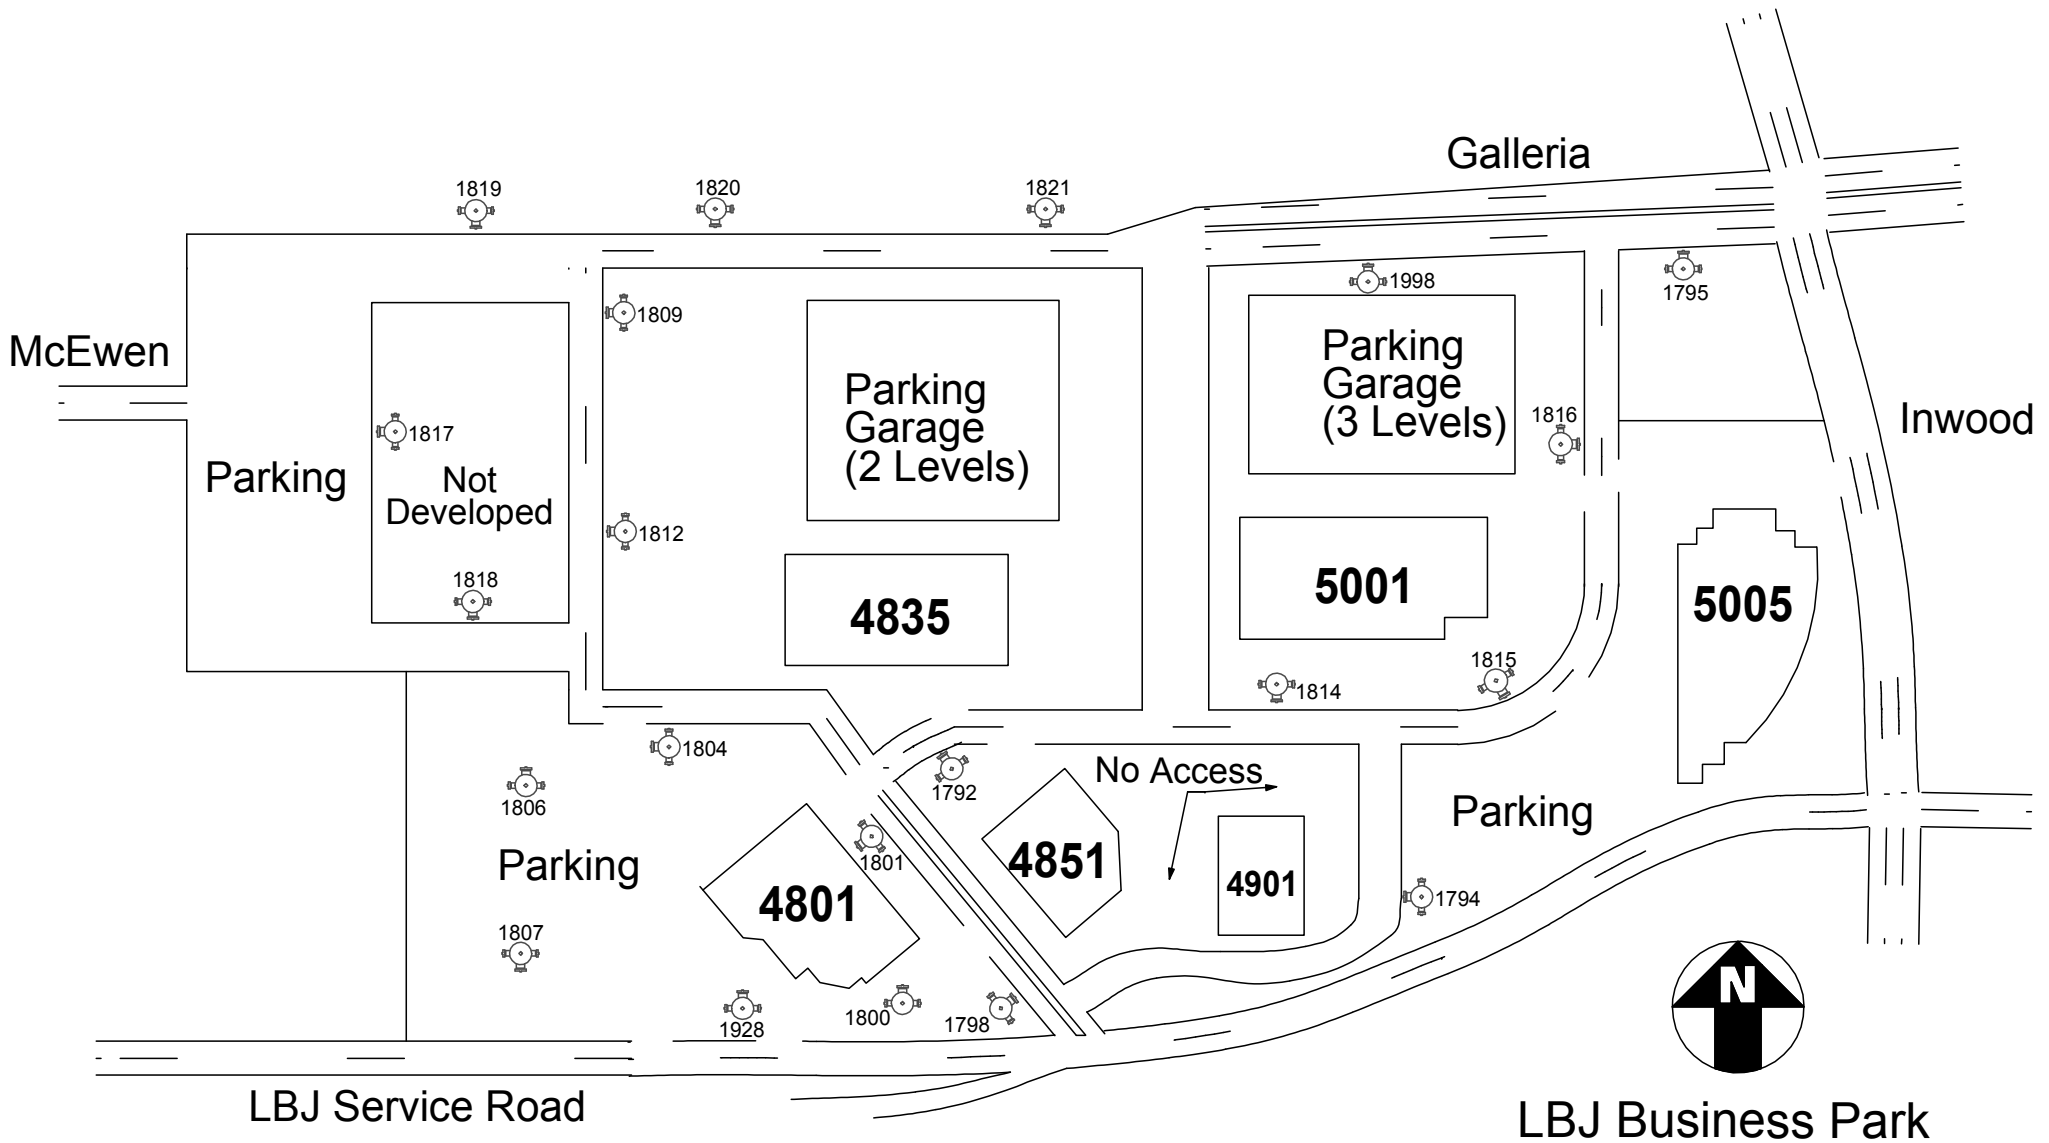 Galleria
1819
1820
1821
1998
1795
1809
McEwen
Parking
Garage
(3 Levels)
Parking
Garage
(2 Levels)
1816
Inwood
1817
Parking
Not
Developed
1812
1818
4835
5001
5005
1815
1814
1804
1792
No Access
1806
Parking
1801
4851
Parking
4901
4801
1794
1807
1928
1800
1798
N
LBJ Service Road
LBJ Business Park